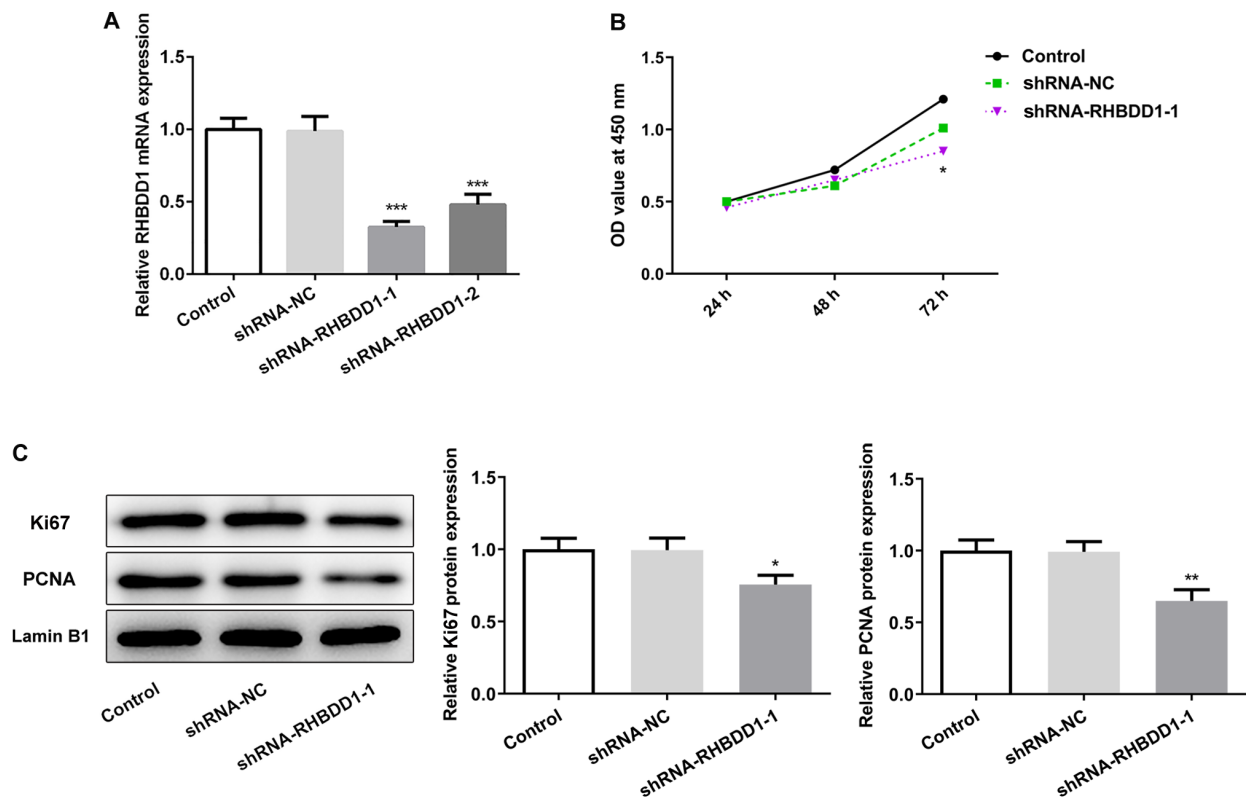 A
Relative RHBDD1 mRNA expression
1.5
1.0
0.5
0.0
***
***
Control
shRNA-NC
shRNA-RHBDD1-1
shRNA-RHBDD1-2
B
OD value at 450 nm
1.5
1.0
0.5
0.0
*
24 h
48 h
72 h
Control
shRNA-NC
shRNA-RHBDD1-1
C
Ki67
PCNA
Lamin B1
Control
shRNA-NC
shRNA-RHBDD1-1
Relative Ki67 protein expression
1.5
1.0
0.5
0.0
*
Control
shRNA-NC
shRNA-RHBDD1-1
Relative PCNA protein expression
1.5
1.0
0.5
0.0
**
Control
shRNA-NC
shRNA-RHBDD1-1